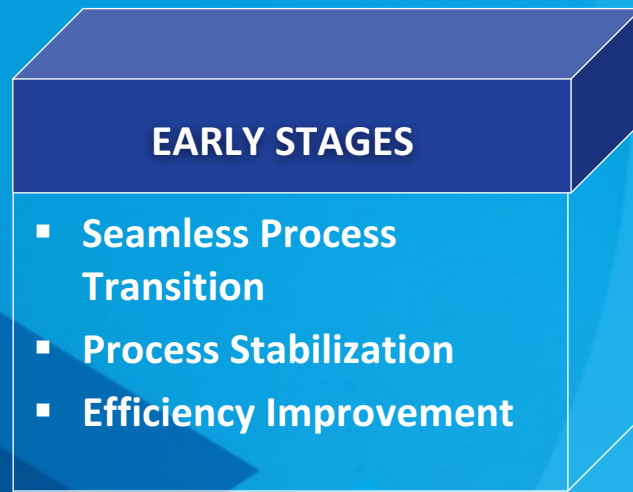 EARLY STAGES
▪ Seamless Process
Transition
▪ Process Stabilization
▪ Efficiency Improvement